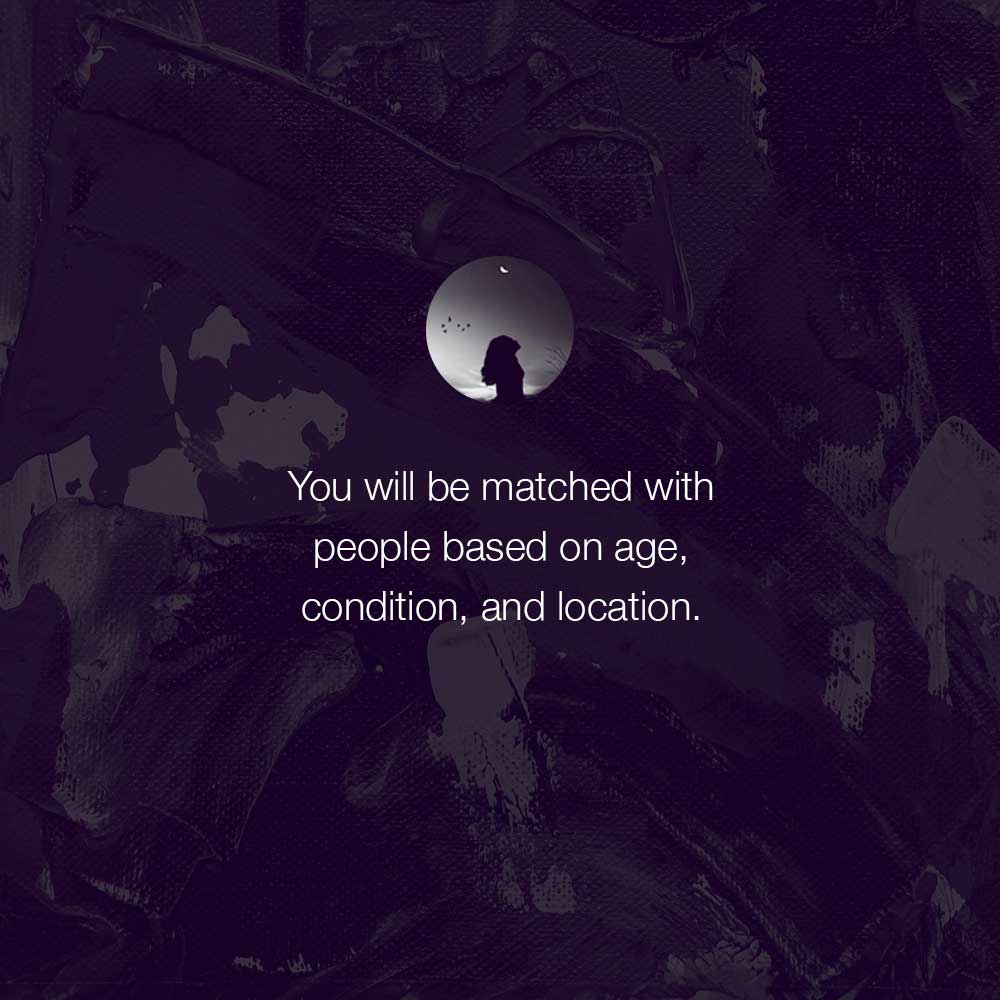 You will be matched with
people based on age,
condition, and location.